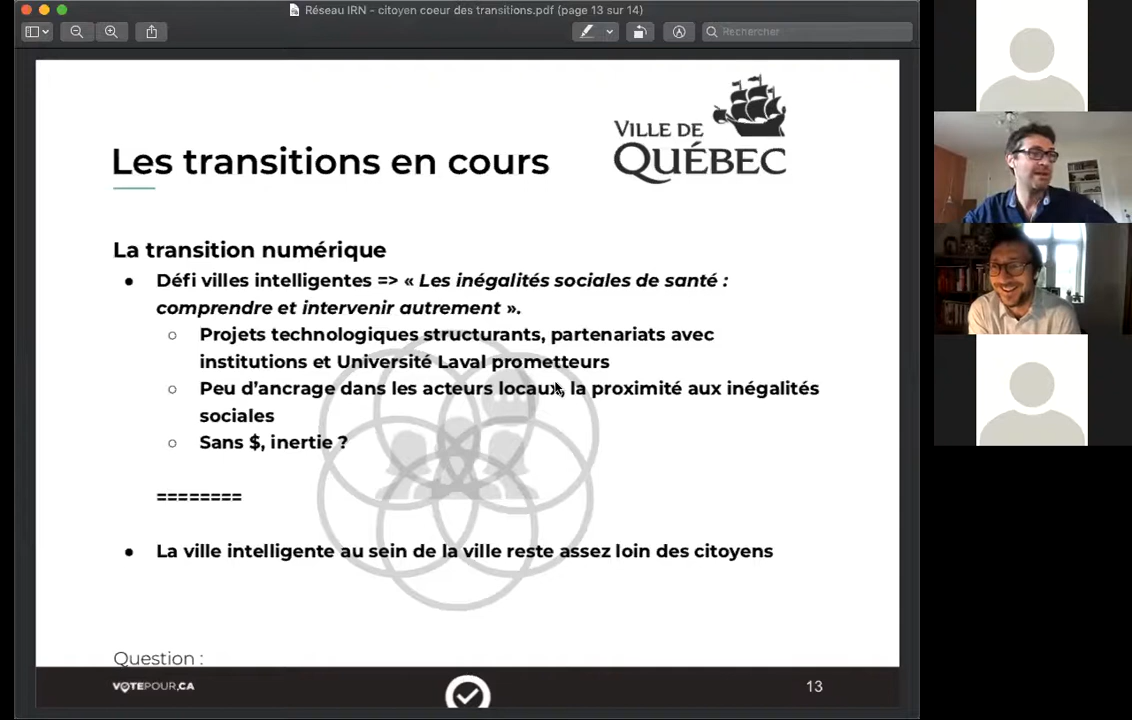 Réseau IRN - citoyen coeur des transitions.pdf (page 13 sur 14)
Rechercher
VILLE DE
QUÉBEC
Les transitions en cours
La transition numérique
● Défi villes intelligentes => « Les inégalités sociales de santé :
comprendre et intervenir autrement ».
○ Projets technologiques structurants, partenariats avec
institutions et Université Laval prometteurs
○ Peu d’ancrage dans les acteurs locaux, la proximité aux inégalités
sociales
○ Sans $, inertie ?
========
● La ville intelligente au sein de la ville reste assez loin des citoyens
Question :
VOTEPOUR.CA
13